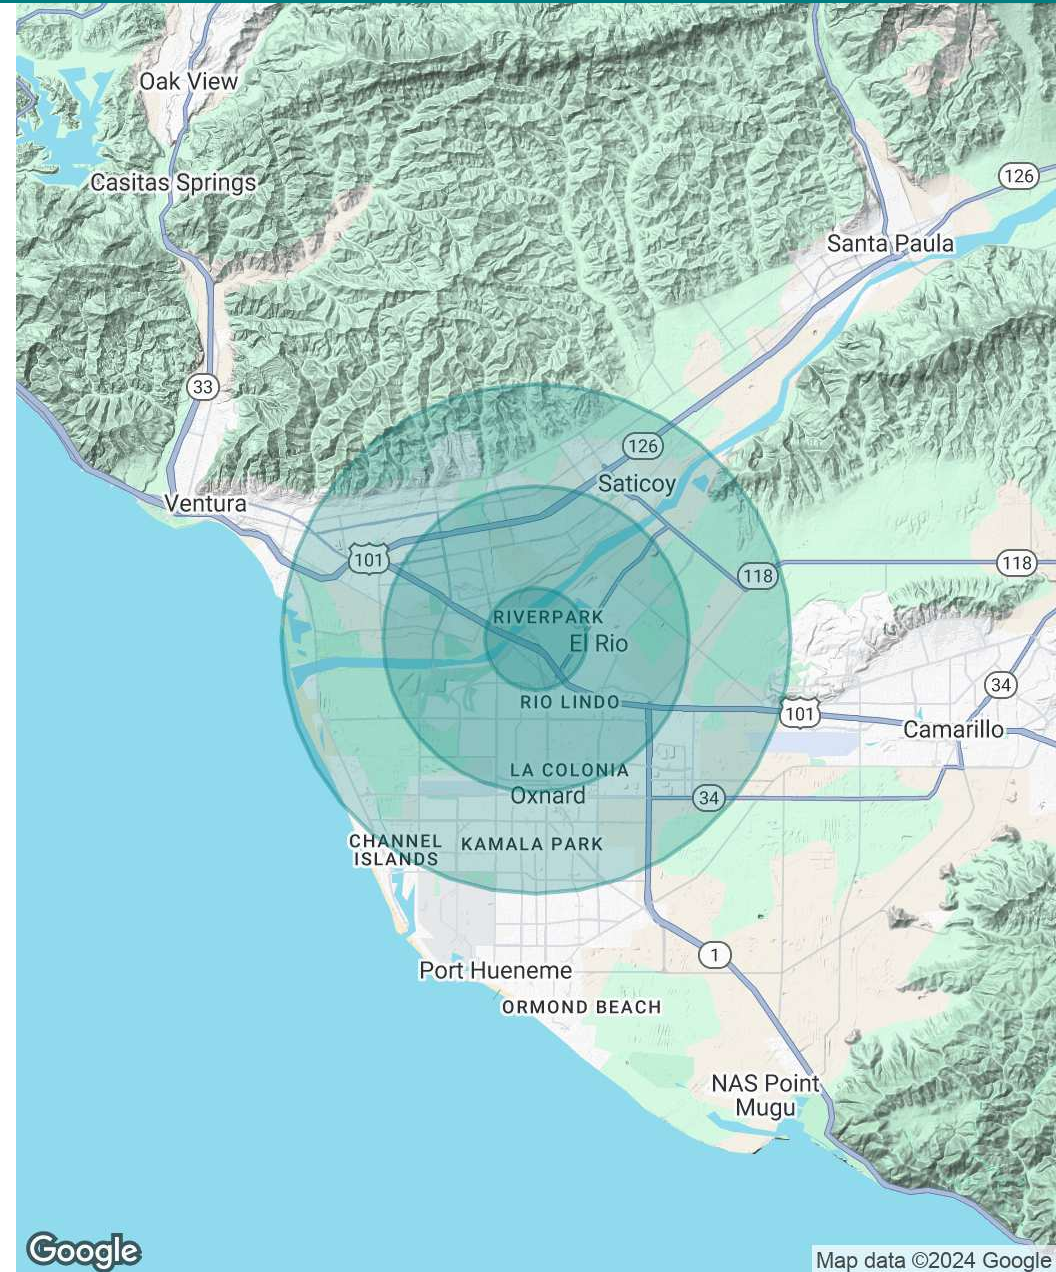 Oak View
Casitas Springs
126
Santa Paula
33
126
Saticoy
Ventura
101
118
118
RIVERPARK
El Rio
34
RIO LINDO
101
Camarillo
LA COLONIA
Oxnard
34
CHANNEL
ISLANDS
KAMALA PARK
1
Port Hueneme
ORMOND BEACH
NAS Point
Mugu
Google
Map data ©2024 Google